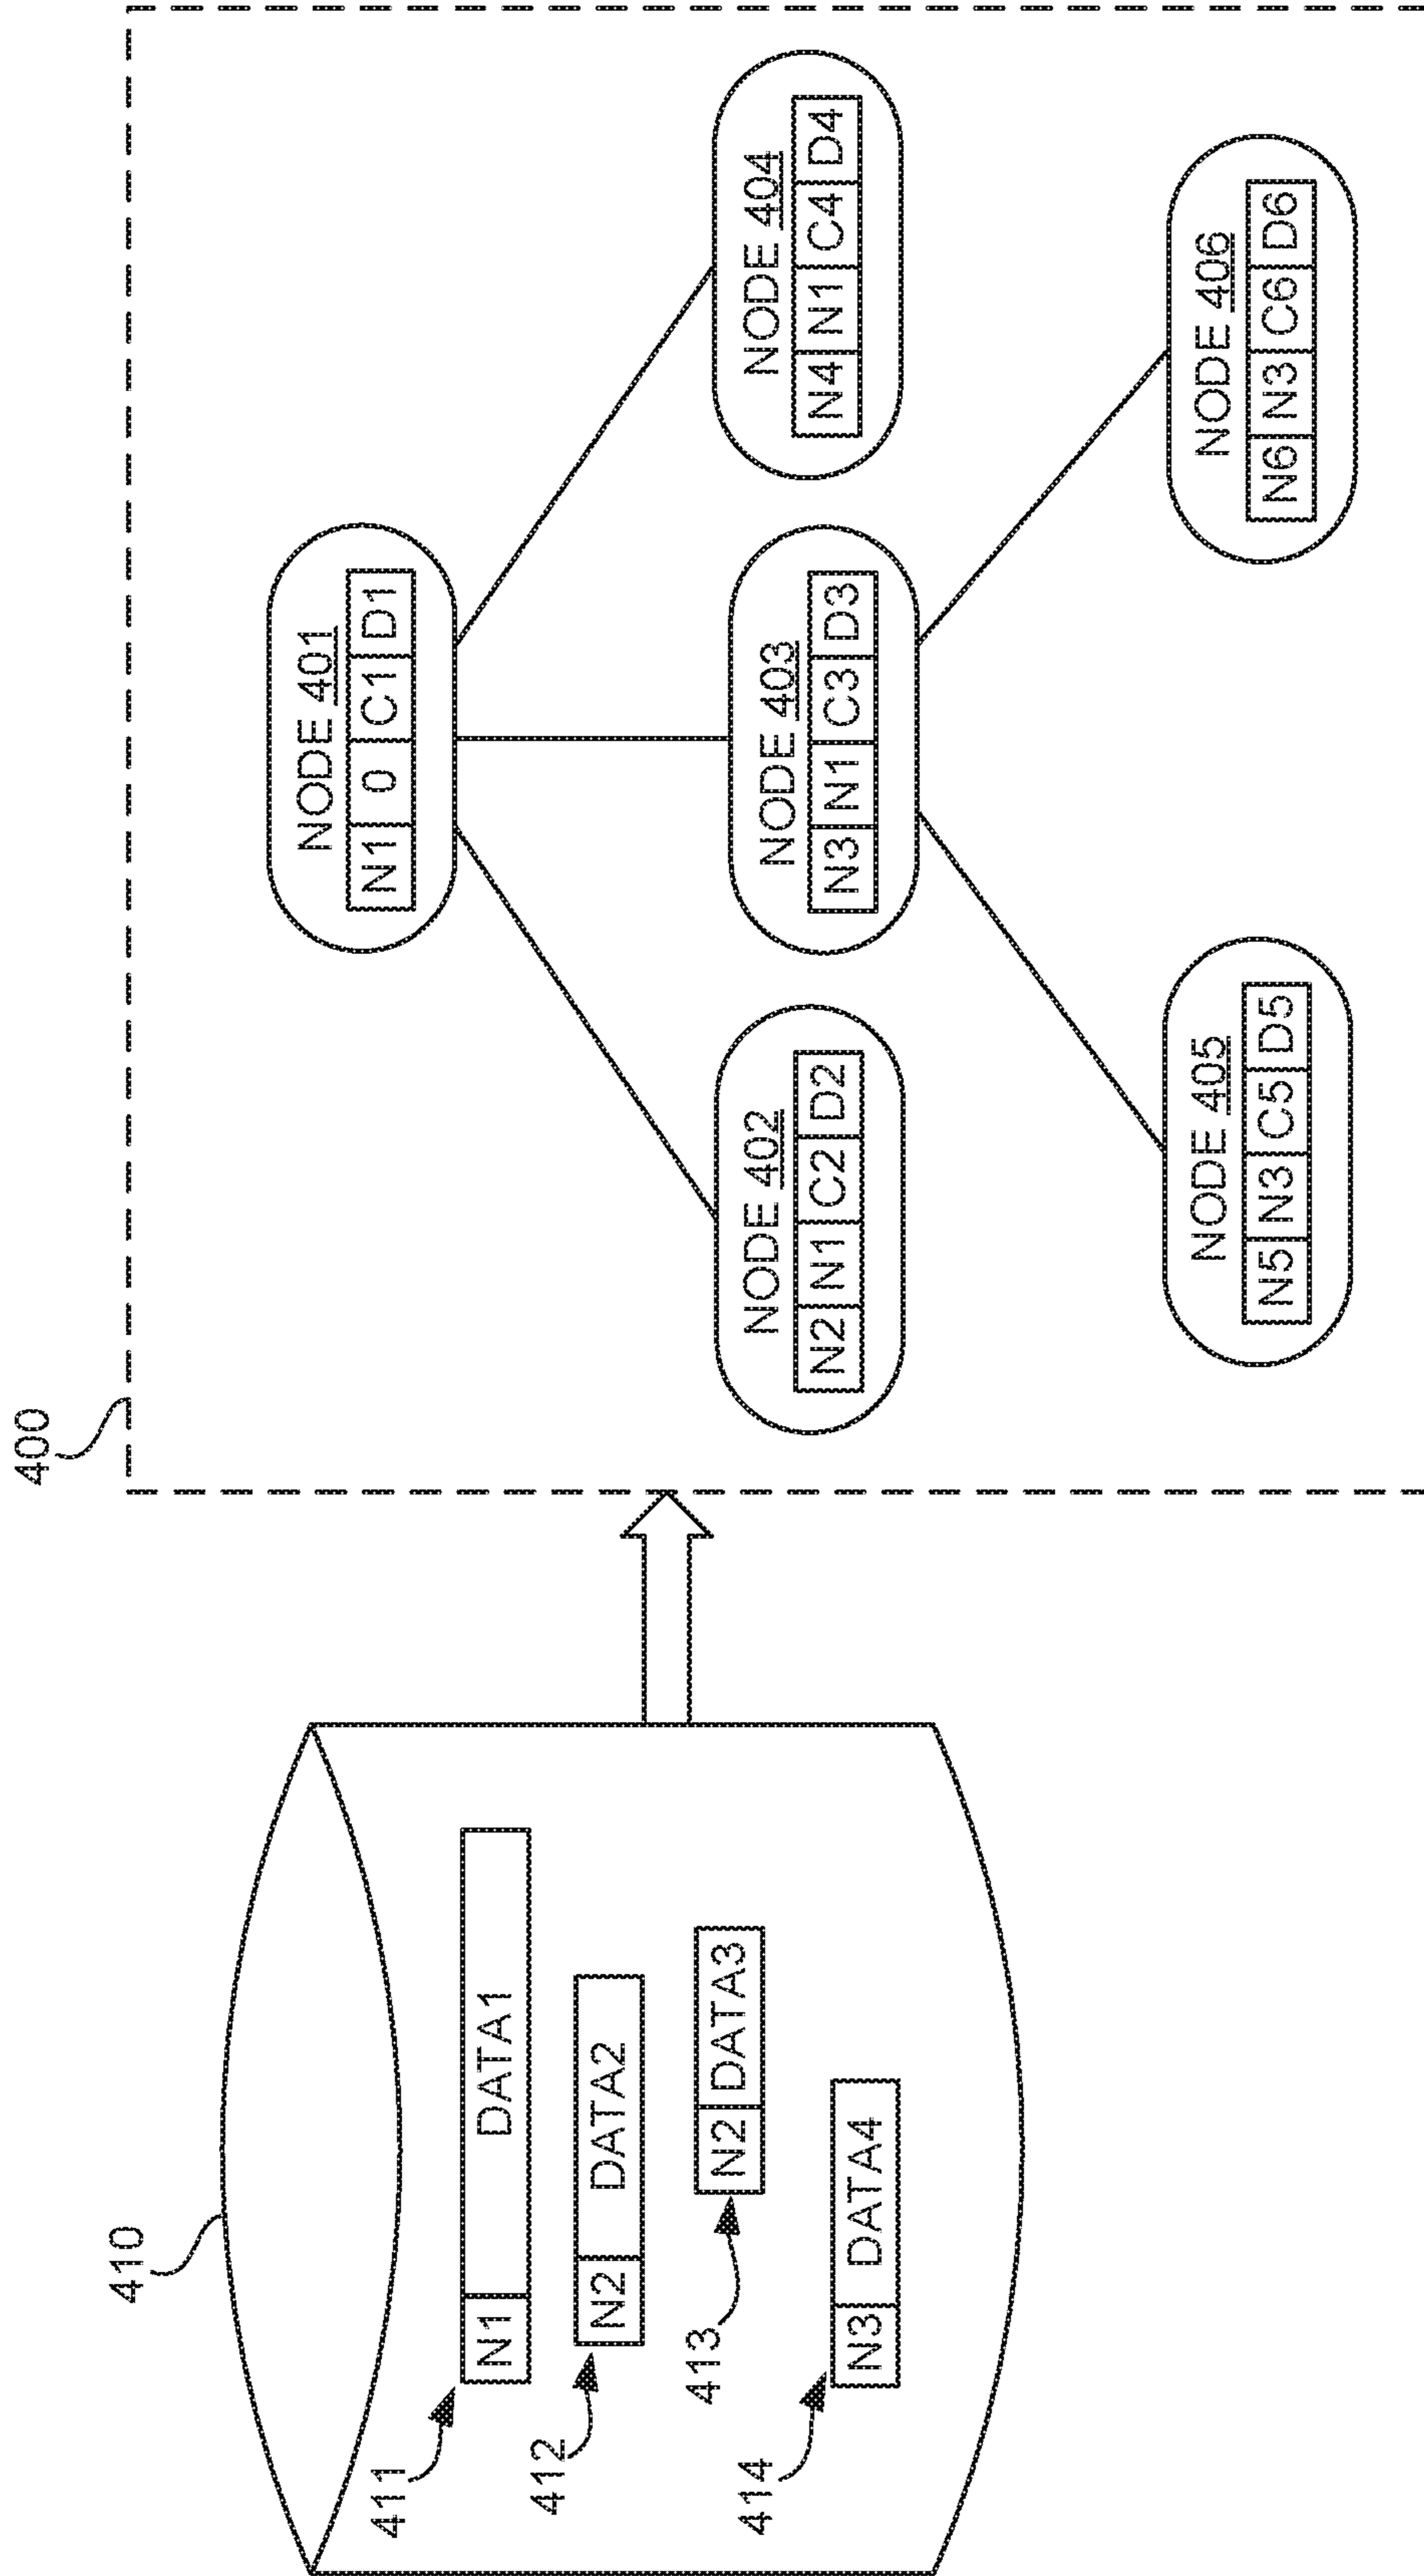 410
411
N1 DATA1
412
N2 DATA2
413
N2 DATA3
414
N3 DATA4
400
NODE 401
N1 0 C1 D1
NODE 402
N2 N1 C2 D2
NODE 403
N3 N1 C3 D3
NODE 404
N4 N1 C4 D4
NODE 405
N5 N3 C5 D5
NODE 406
N6 N3 C6 D6